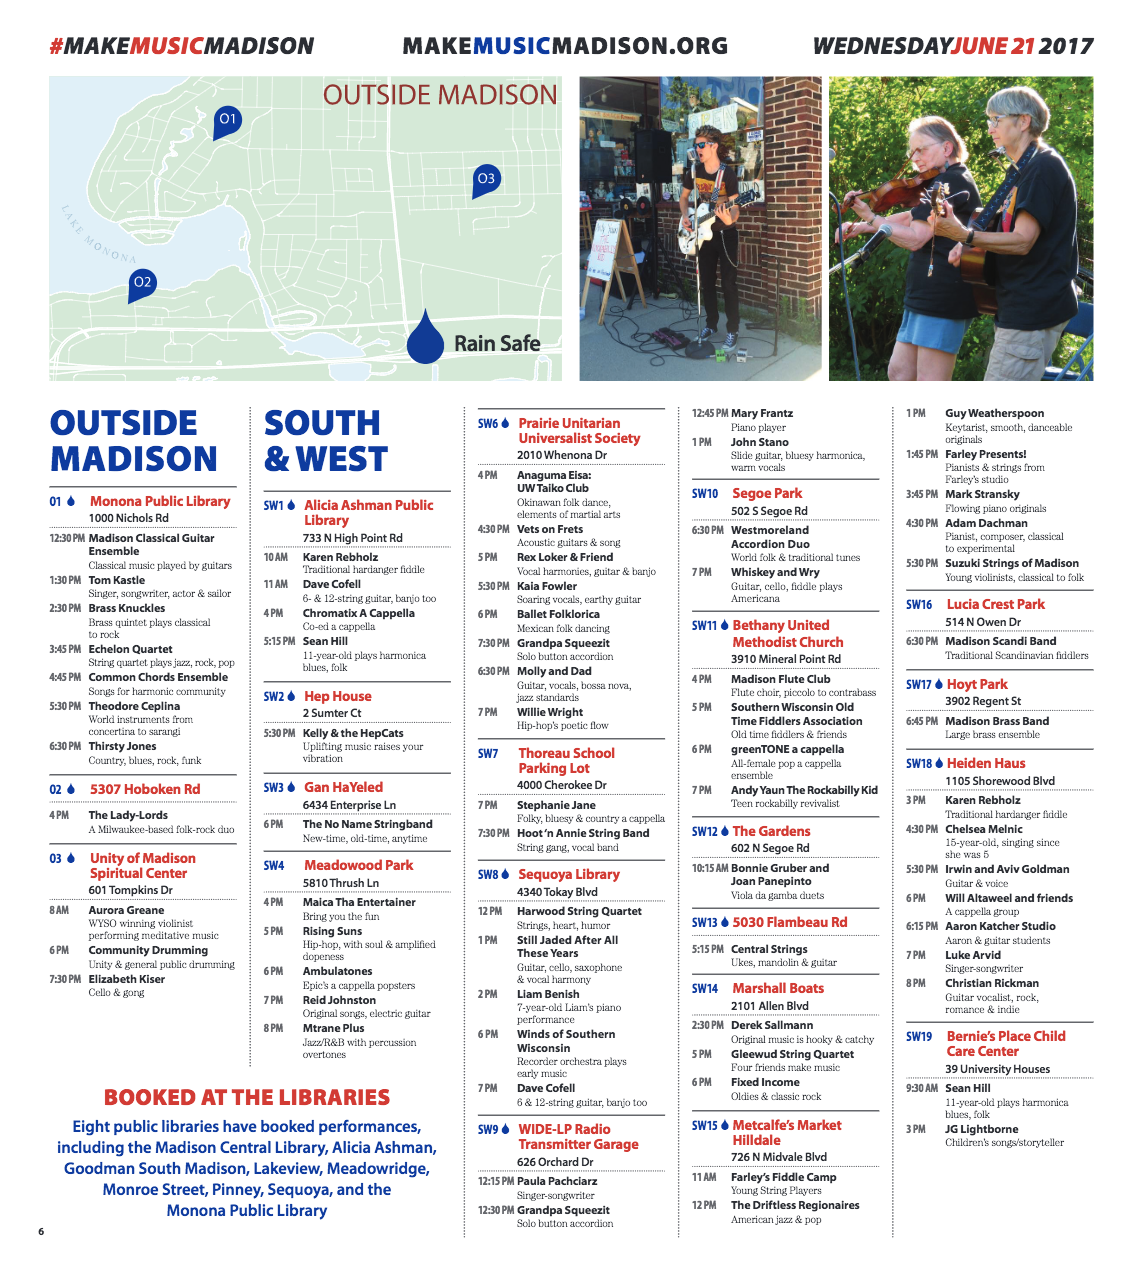 #MAKEMUSICMADISON
MAKEMUSICMADISON.ORG
WEDNESDAYJUNE 21 2017
OUTSIDE MADISON
O1
O3
LAKE MONONA
O2
Rain Safe
OUTSIDE
MADISON
O1 Monona Public Library
1000 Nichols Rd
12:30 PM Madison Classical Guitar
Ensemble
Classical music played by guitars
1:30 PM Tom Kastle
Singer, songwriter, actor & sailor
2:30 PM Brass Knuckles
Brass quintet plays classical
to rock
3:45 PM Echelon Quartet
String quartet plays jazz, rock, pop
4:45 PM Common Chords Ensemble
Songs for harmonic community
5:30 PM Theodore Ceplina
World instruments from
concertina to sarangi
6:30 PM Thirsty Jones
Country, blues, rock, funk
O2 5307 Hoboken Rd
4 PM The Lady-Lords
A Milwaukee-based folk-rock duo
O3 Unity of Madison
Spiritual Center
601 Tompkins Dr
8 AM Aurora Greane
WYSO winning violinist
performing meditative music
6 PM Community Drumming
Unity & general public drumming
7:30 PM Elizabeth Kiser
Cello & gong
SOUTH
& WEST
SW1 Alicia Ashman Public
Library
733 N High Point Rd
10 AM Karen Rebholz
Traditional hardanger fiddle
11 AM Dave Cofell
6- & 12-string guitar, banjo too
4 PM Chromatix A Cappella
Co-ed a cappella
5:15 PM Sean Hill
11-year-old plays harmonica
blues, folk
SW2 Hep House
2 Sumter Ct
5:30 PM Kelly & the HepCats
Uplifting music raises your
vibration
SW3 Gan HaYeled
6434 Enterprise Ln
6 PM The No Name Stringband
New-time, old-time, anytime
SW4 Meadowood Park
5810 Thrush Ln
4 PM Maica Tha Entertainer
Bring you the fun
5 PM Rising Suns
Hip-hop, with soul & amplified
dopeness
6 PM Ambulatones
Epic's a cappella popsters
7 PM Reid Johnston
Original songs, electric guitar
8 PM Mtrane Plus
Jazz/R&B with percussion
overtones
BOOKED AT THE LIBRARIES
Eight public libraries have booked performances,
including the Madison Central Library, Alicia Ashman,
Goodman South Madison, Lakeview, Meadowridge,
Monroe Street, Pinney, Sequoya, and the
Monona Public Library
6
SW6 Prairie Unitarian
Universalist Society
2010 Whenona Dr
4 PM Anaguma Eisa:
UW Taiko Club
Okinawan folk dance,
elements of martial arts
4:30 PM Vets on Frets
Acoustic guitars & song
5 PM Rex Loker & Friend
Vocal harmonies, guitar & banjo
5:30 PM Kaia Fowler
Soaring vocals, earthy guitar
6 PM Ballet Folklorica
Mexican folk dancing
7:30 PM Grandpa Squeezit
Solo button accordion
6:30 PM Molly and Dad
Guitar, vocals, bossa nova,
jazz standards
7 PM Willie Wright
Hip-hop's poetic flow
SW7 Thoreau School
Parking Lot
4000 Cherokee Dr
7 PM Stephanie Jane
Folky, bluesy & country a cappella
7:30 PM Hoot 'n Annie String Band
String gang, vocal band
SW8 Sequoya Library
4340 Tokay Blvd
12 PM Harwood String Quartet
Strings, heart, humor
1 PM Still Jaded After All
These Years
Guitar, cello, saxophone
& vocal harmony
2 PM Liam Benish
7-year-old Liam's piano
performance
6 PM Winds of Southern
Wisconsin
Recorder orchestra plays
early music
7 PM Dave Cofell
6 & 12-string guitar, banjo too
SW9 WIDE-LP Radio
Transmitter Garage
626 Orchard Dr
12:15 PM Paula Pachciarz
Singer-songwriter
12:30 PM Grandpa Squeezit
Solo button accordion
12:45 PM Mary Frantz
Piano player
1 PM John Stano
Slide guitar, bluesy harmonica,
warm vocals
SW10 Segoe Park
502 S Segoe Rd
6:30 PM Westmoreland
Accordion Duo
World folk & traditional tunes
7 PM Whiskey and Wry
Guitar, cello, fiddle plays
Americana
SW11 Bethany United
Methodist Church
3910 Mineral Point Rd
4 PM Madison Flute Club
Flute choir, piccolo to contrabass
5 PM Southern Wisconsin Old
Time Fiddlers Association
Old time fiddlers & friends
6 PM greenTONE a cappella
All-female pop a cappella
ensemble
7 PM Andy Yaun The Rockabilly Kid
Teen rockabilly revivalist
SW12 The Gardens
602 N Segoe Rd
10:15 AM Bonnie Gruber and
Joan Panepinto
Viola da gamba duets
SW13 5030 Flambeau Rd
5:15 PM Central Strings
Ukes, mandolin & guitar
SW14 Marshall Boats
2101 Allen Blvd
2:30 PM Derek Sallmann
Original music is hooky & catchy
5 PM Gleewud String Quartet
Four friends make music
6 PM Fixed Income
Oldies & classic rock
SW15 Metcalfe's Market
Hilldale
726 N Midvale Blvd
11 AM Farley's Fiddle Camp
Young String Players
12 PM The Driftless Regionaires
American jazz & pop
1 PM Guy Weatherspoon
Keytarist, smooth, danceable
originals
1:45 PM Farley Presents!
Pianists & strings from
Farley's studio
3:45 PM Mark Stransky
Flowing piano originals
4:30 PM Adam Dachman
Pianist, composer, classical
to experimental
5:30 PM Suzuki Strings of Madison
Young violinists, classical to folk
SW16 Lucia Crest Park
514 N Owen Dr
6:30 PM Madison Scandi Band
Traditional Scandinavian fiddlers
SW17 Hoyt Park
3902 Regent St
6:45 PM Madison Brass Band
Large brass ensemble
SW18 Heiden Haus
1105 Shorewood Blvd
3 PM Karen Rebholz
Traditional hardanger fiddle
4:30 PM Chelsea Melnic
15-year-old, singing since
she was 5
5:30 PM Irwin and Aviv Goldman
Guitar & voice
6 PM Will Altaweel and friends
A cappella group
6:15 PM Aaron Katcher Studio
Aaron & guitar students
7 PM Luke Arvid
Singer-songwriter
8 PM Christian Rickman
Guitar vocalist, rock,
romance & indie
SW19 Bernie's Place Child
Care Center
39 University Houses
9:30 AM Sean Hill
11-year-old plays harmonica
blues, folk
3 PM JG Lightborne
Children's songs/storyteller